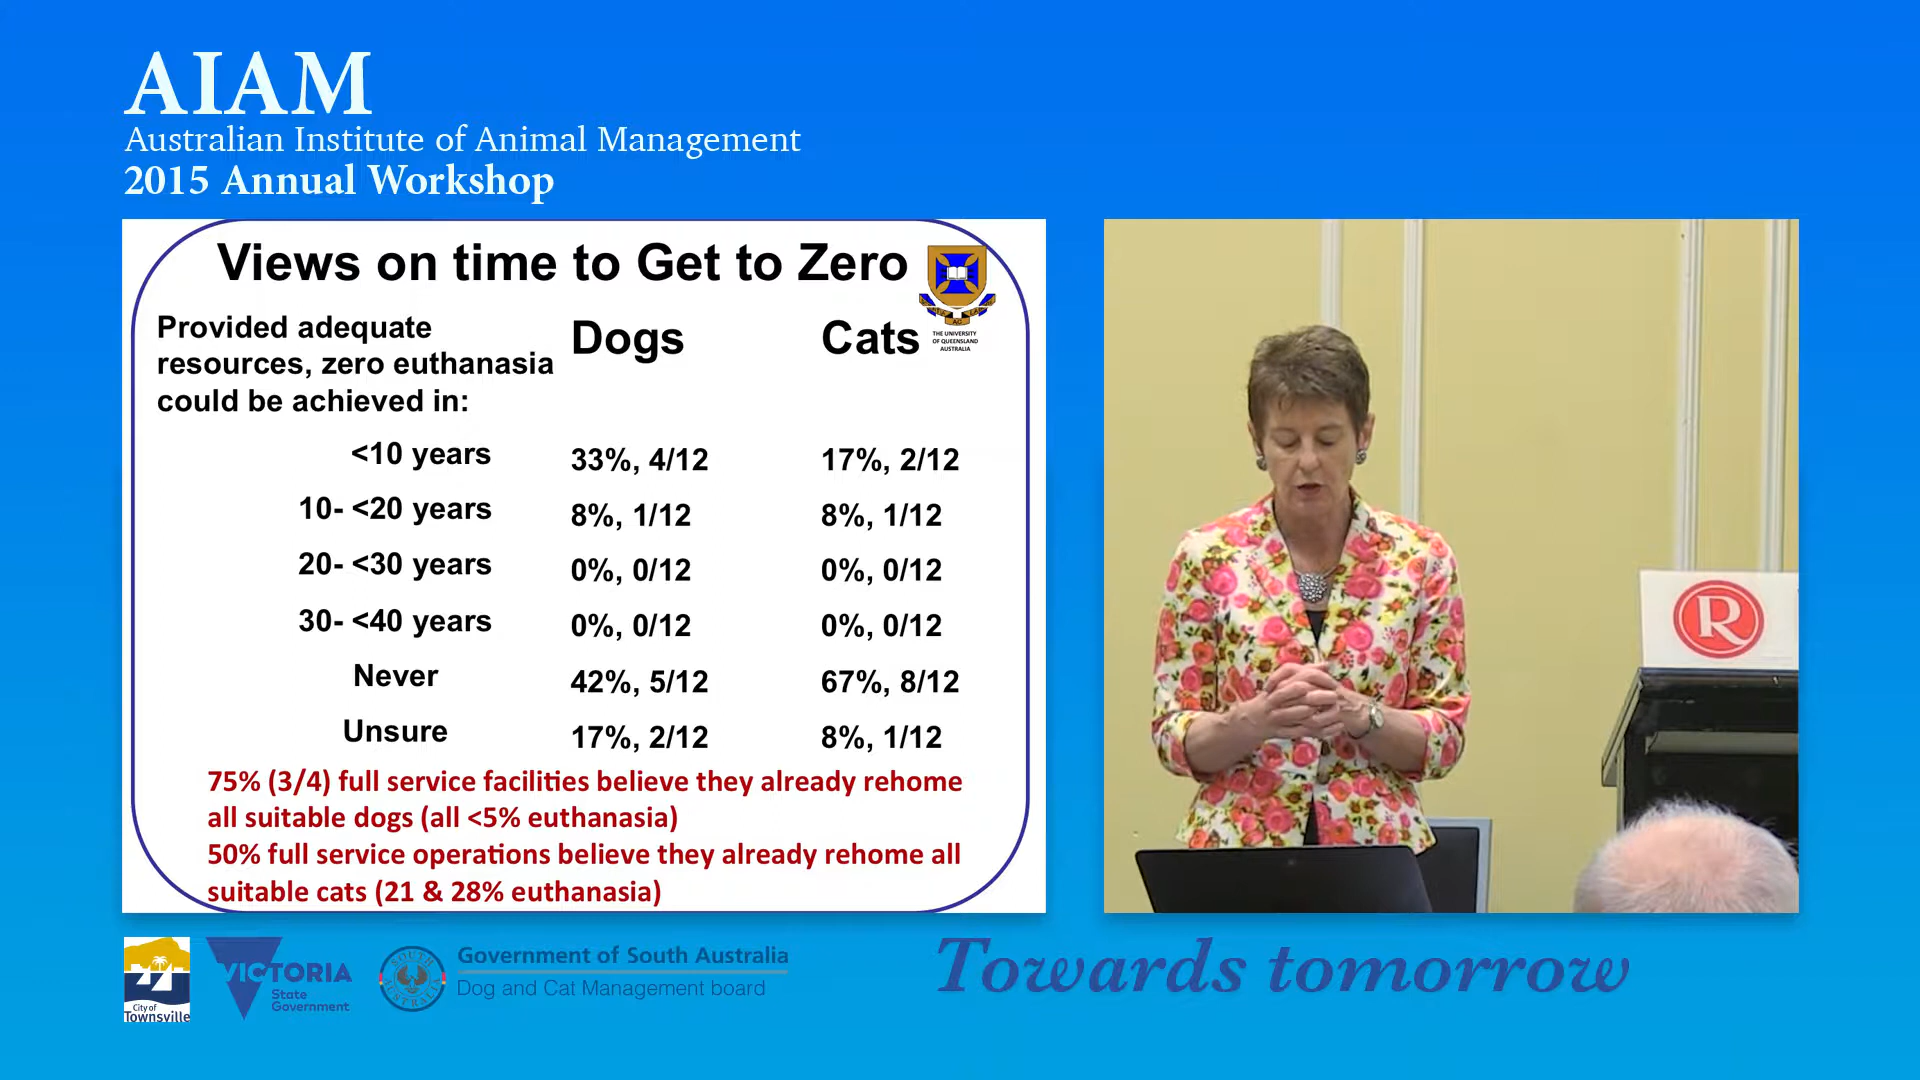 AIAM
Australian Institute of Animal Management
2015 Annual Workshop
Views on time to Get to Zero
THE UNIVERSITY
OF QUEENSLAND
AUSTRALIA
Provided adequate
resources, zero euthanasia
could be achieved in:
Dogs Cats
<10 years 33%, 4/12 17%, 2/12
10- <20 years 8%, 1/12 8%, 1/12
20- <30 years 0%, 0/12 0%, 0/12
30- <40 years 0%, 0/12 0%, 0/12
Never 42%, 5/12 67%, 8/12
Unsure 17%, 2/12 8%, 1/12
75% (3/4) full service facilities believe they already rehome
all suitable dogs (all <5% euthanasia)
50% full service operations believe they already rehome all
suitable cats (21 & 28% euthanasia)
R
City of
Townsville
VICTORIA
State
Government
SOUTH AUSTRALIA
Government of South Australia
Dog and Cat Management board
Towards tomorrow